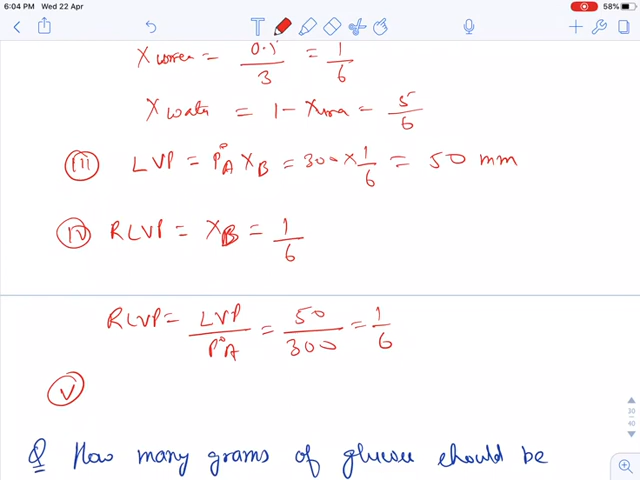 6:04 PM Wed 22 Apr 58%
X urea = 0.5/3 = 1/6
X water = 1 - X urea = 5/6
(III) LVP = P°A XB = 300 × 1/6 = 50 mm
(IV) RLVP = XB = 1/6
RLVP = LVP/P°A = 50/300 = 1/6
(V)
20
40
Q How many grams of glucose should be